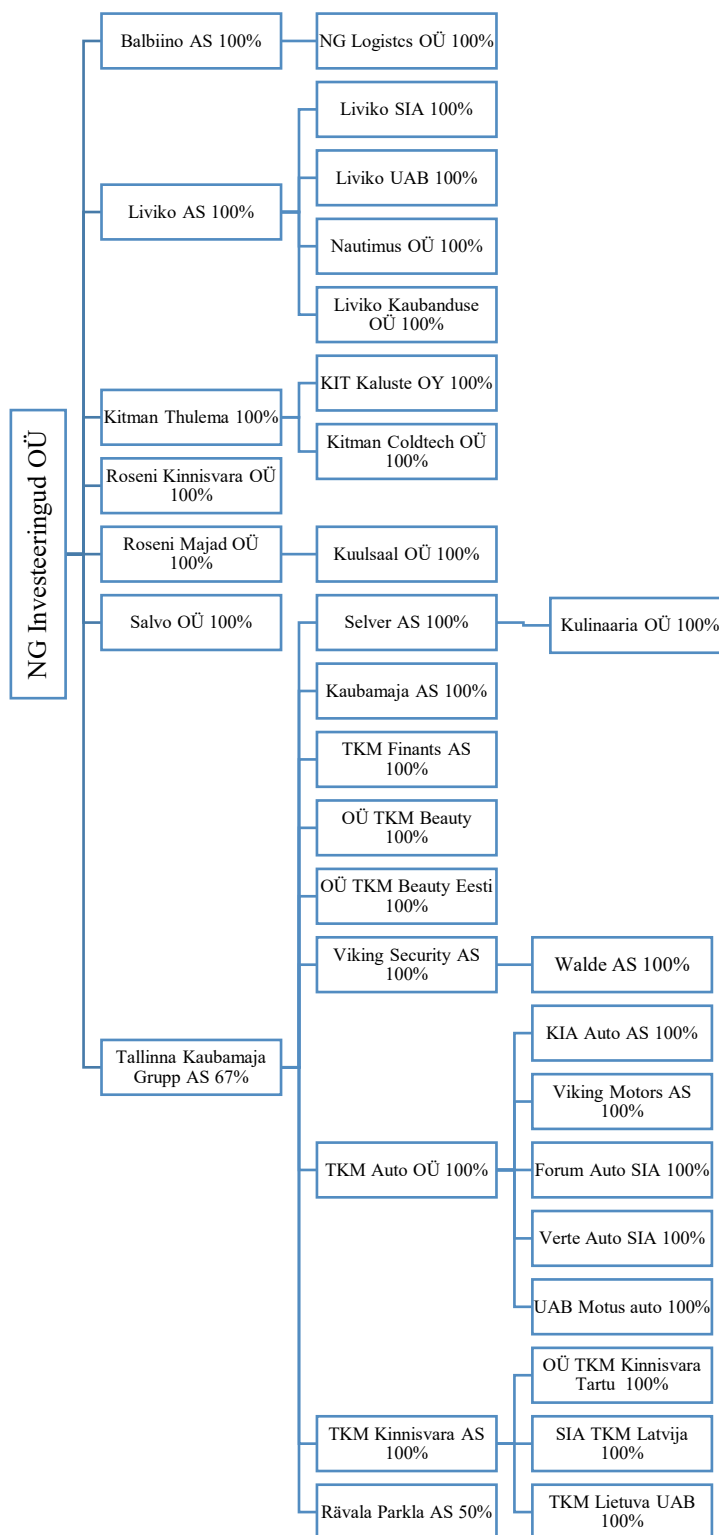 NG Investeeringud OÜ
Balbiino AS 100%
NG Logistcs OÜ 100%
Liviko AS 100%
Liviko SIA 100%
Liviko UAB 100%
Nautimus OÜ 100%
Liviko Kaubanduse
OÜ 100%
Kitman Thulema 100%
KIT Kaluste OY 100%
Kitman Coldtech OÜ
100%
Roseni Kinnisvara OÜ
100%
Roseni Majad OÜ
100%
Kuulsaal OÜ 100%
Salvo OÜ 100%
Tallinna Kaubamaja
Grupp AS 67%
Selver AS 100%
Kulinaaria OÜ 100%
Kaubamaja AS 100%
TKM Finants AS
100%
OÜ TKM Beauty
100%
OÜ TKM Beauty Eesti
100%
Viking Security AS
100%
Walde AS 100%
TKM Auto OÜ 100%
KIA Auto AS 100%
Viking Motors AS
100%
Forum Auto SIA 100%
Verte Auto SIA 100%
UAB Motus auto 100%
TKM Kinnisvara AS
100%
OÜ TKM Kinnisvara
Tartu 100%
SIA TKM Latvija
100%
TKM Lietuva UAB
100%
Rävala Parkla AS 50%